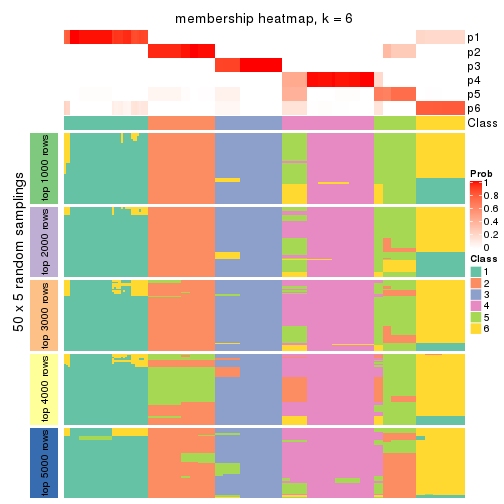 membership heatmap, k = 6
p1
p2
p3
p4
p5
p6
Class
50 x 5 random samplings
top 1000 rows
top 2000 rows
top 3000 rows
top 4000 rows
top 5000 rows
Prob
1
0.8
0.6
0.4
0.2
0
Class
1
2
3
4
5
6